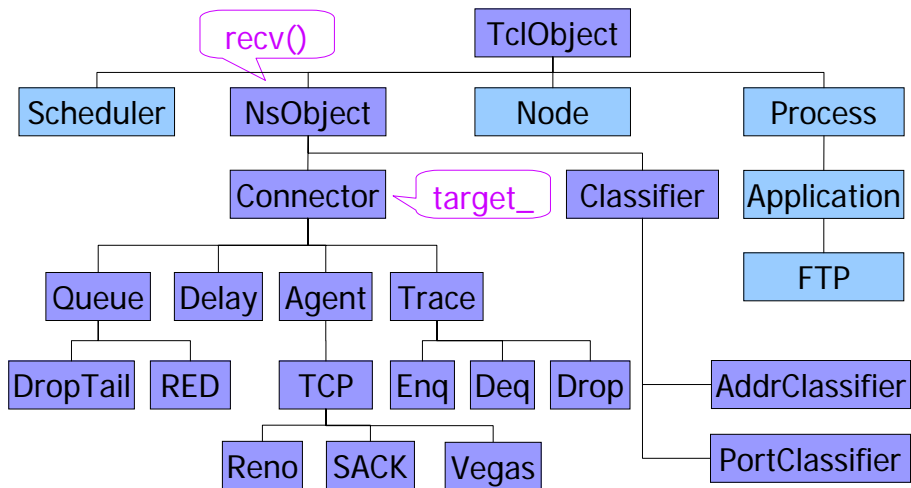 recv()
TclObject
Scheduler
NsObject
Node
Process
Connector
target_
Classifier
Application
Queue
Delay
Agent
Trace
FTP
DropTail
RED
TCP
Enq
Deq
Drop
AddrClassifier
Reno
SACK
Vegas
PortClassifier